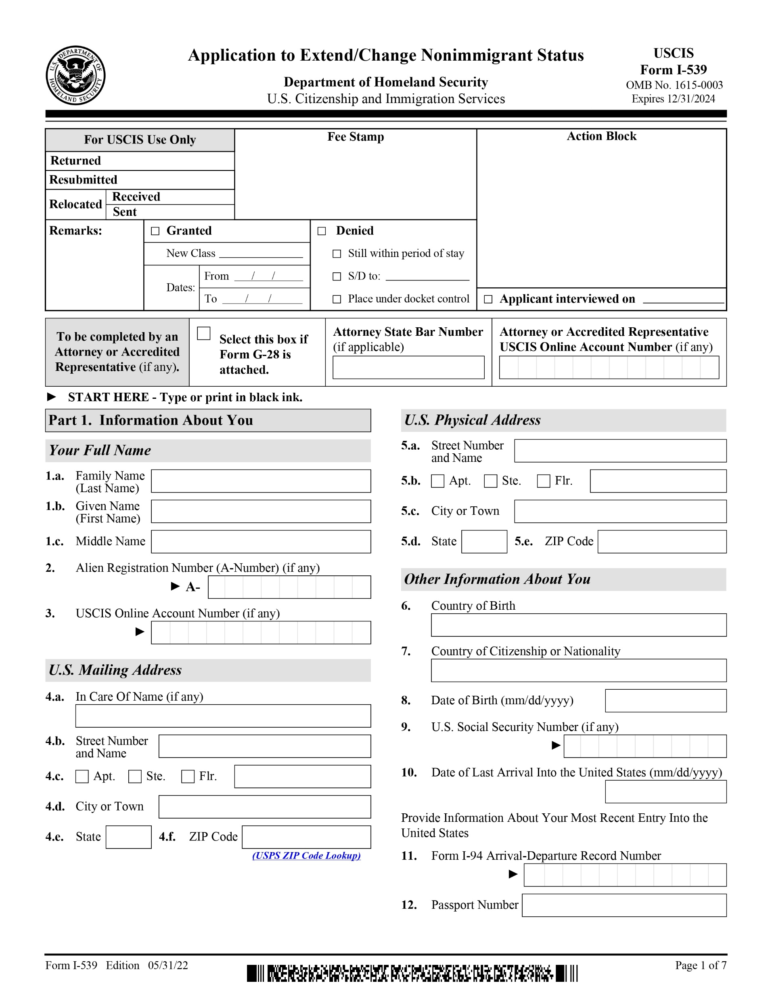 U.S. DEPARTMENT OF HOMELAND SECURITY
Application to Extend/Change Nonimmigrant Status
Department of Homeland Security
U.S. Citizenship and Immigration Services
USCIS
Form I-539
OMB No. 1615-0003
Expires 12/31/2024
For USCIS Use Only
Returned
Resubmitted
Relocated
Received
Sent
Fee Stamp
Action Block
Remarks:
Granted
New Class
Dates:
From / /
To / /
Denied
Still within period of stay
S/D to:
Place under docket control
Applicant interviewed on
To be completed by an
Attorney or Accredited
Representative (if any).
Select this box if
Form G-28 is
attached.
Attorney State Bar Number
(if applicable)
Attorney or Accredited Representative
USCIS Online Account Number (if any)
► START HERE - Type or print in black ink.
Part 1. Information About You
Your Full Name
1.a. Family Name
(Last Name)
1.b. Given Name
(First Name)
1.c. Middle Name
2. Alien Registration Number (A-Number) (if any)
► A-
3. USCIS Online Account Number (if any)
►
U.S. Mailing Address
4.a. In Care Of Name (if any)
4.b. Street Number
and Name
4.c. Apt. Ste. Flr.
4.d. City or Town
4.e. State 4.f. ZIP Code
(USPS ZIP Code Lookup)
U.S. Physical Address
5.a. Street Number
and Name
5.b. Apt. Ste. Flr.
5.c. City or Town
5.d. State 5.e. ZIP Code
Other Information About You
6. Country of Birth
7. Country of Citizenship or Nationality
8. Date of Birth (mm/dd/yyyy)
9. U.S. Social Security Number (if any)
►
10. Date of Last Arrival Into the United States (mm/dd/yyyy)
Provide Information About Your Most Recent Entry Into the
United States
11. Form I-94 Arrival-Departure Record Number
►
12. Passport Number
Form I-539 Edition 05/31/22
Page 1 of 7